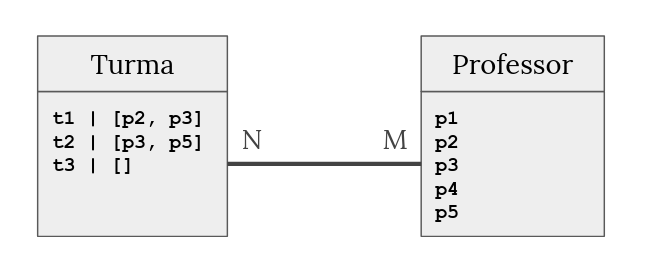 Turma
t1 | [p2, p3]
t2 | [p3, p5]
t3 | []
N
M
Professor
p1
p2
p3
p4
p5